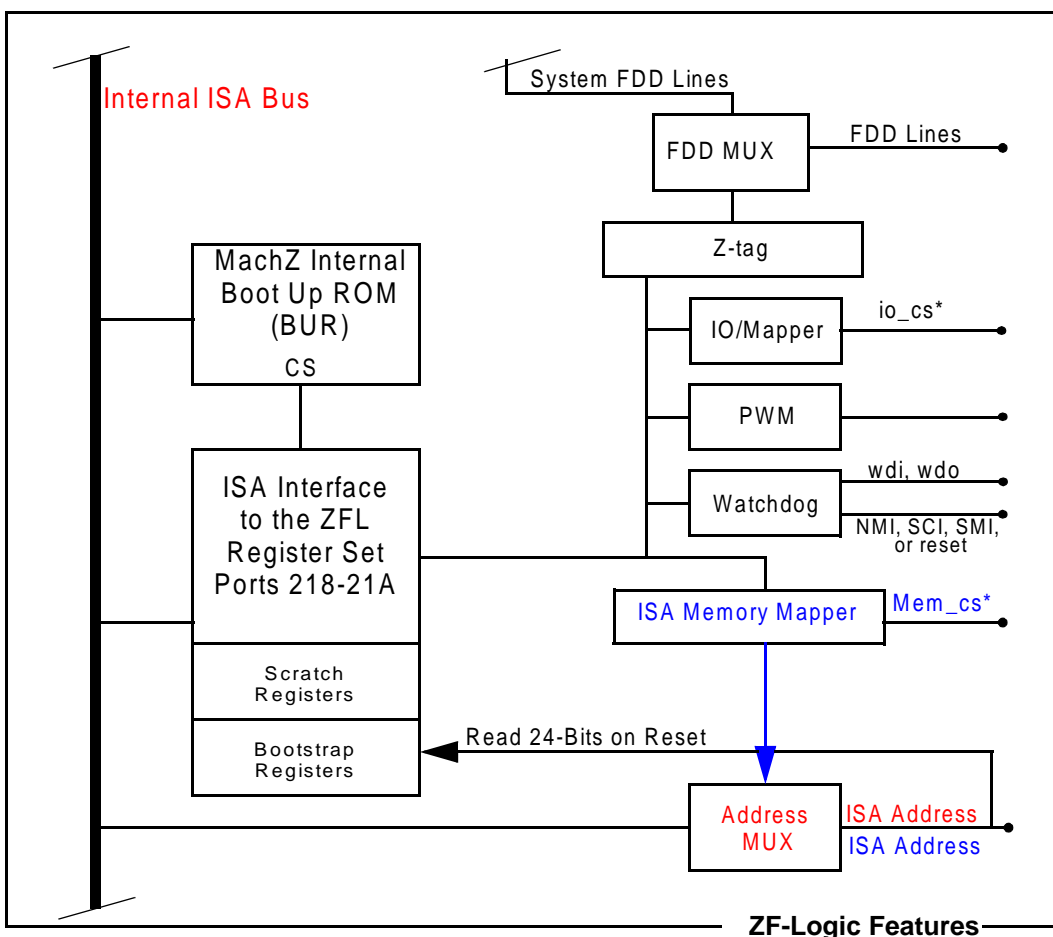 System FDD Lines
Internal ISA Bus
FDD MUX
FDD Lines
Z-tag
MachZ Internal
Boot Up ROM
(BUR)
CS
IO/Mapper
io_cs*
PWM
ISA Interface
to the ZFL
Register Set
Ports 218-21A
Watchdog
wdi, wdo
NMI, SCI, SMI,
or reset
ISA Memory Mapper
Mem_cs*
Scratch
Registers
Read 24-Bits on Reset
Bootstrap
Registers
Address
MUX
ISA Address
ISA Address
ZF-Logic Features